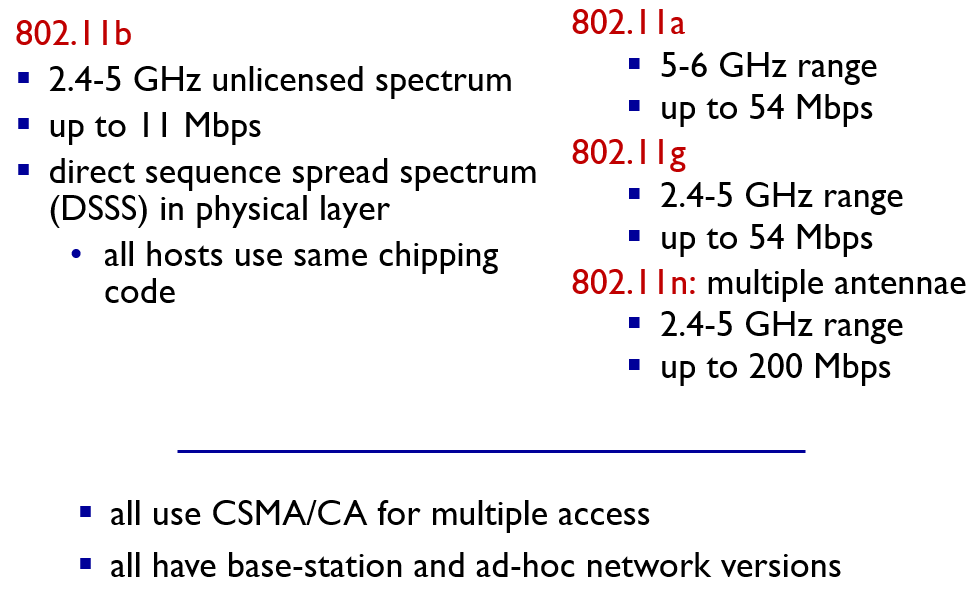 802.11b
▪ 2.4-5 GHz unlicensed spectrum
▪ up to 11 Mbps
▪ direct sequence spread spectrum
(DSSS) in physical layer
• all hosts use same chipping
code
802.11a
▪ 5-6 GHz range
▪ up to 54 Mbps
802.11g
▪ 2.4-5 GHz range
▪ up to 54 Mbps
802.11n: multiple antennae
▪ 2.4-5 GHz range
▪ up to 200 Mbps
▪ all use CSMA/CA for multiple access
▪ all have base-station and ad-hoc network versions